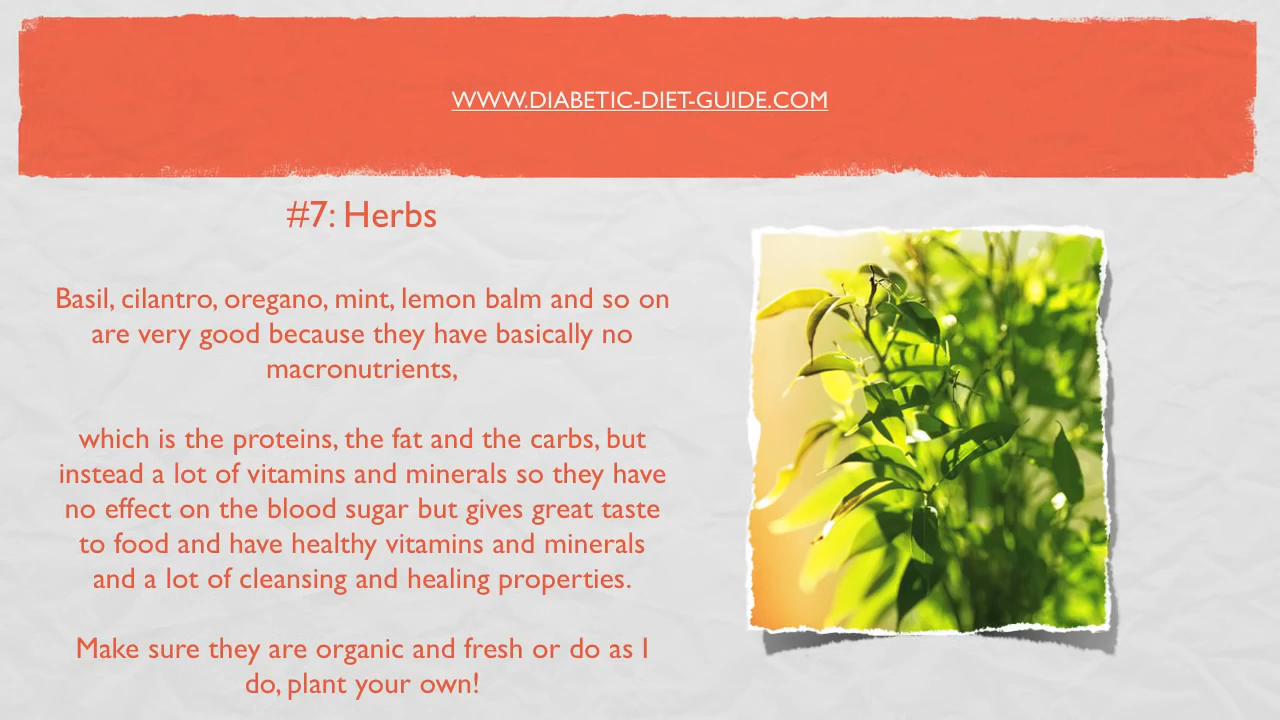 WWW.DIABETIC-DIET-GUIDE.COM
#7: Herbs
Basil, cilantro, oregano, mint, lemon balm and so on
are very good because they have basically no
macronutrients,
which is the proteins, the fat and the carbs, but
instead a lot of vitamins and minerals so they have
no effect on the blood sugar but gives great taste
to food and have healthy vitamins and minerals
and a lot of cleansing and healing properties.
Make sure they are organic and fresh or do as I
do, plant your own!